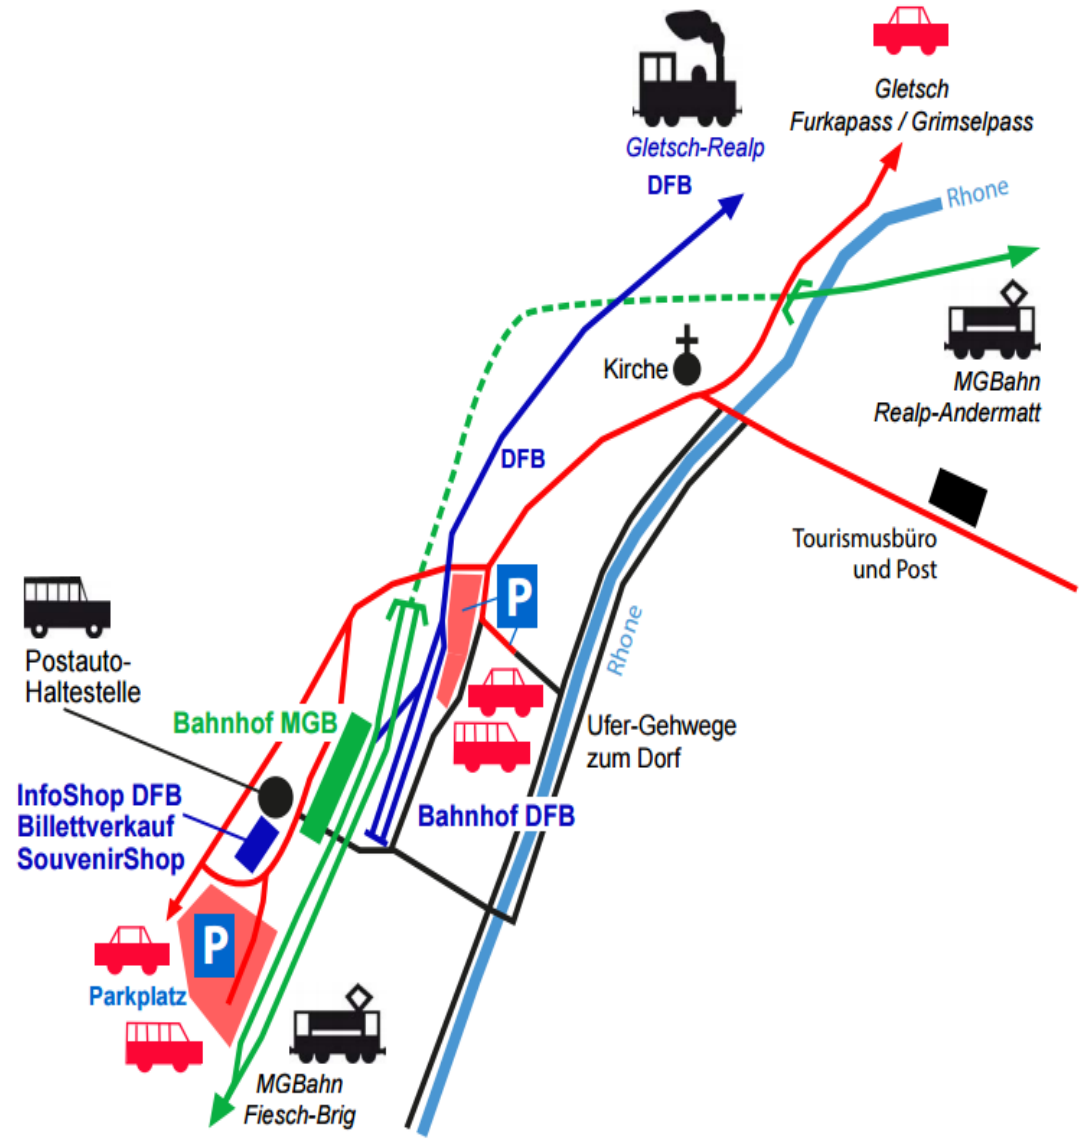 Gletsch
Furkapass / Grimselpass
Gletsch-Realp
DFB
Rhone
Kirche
MGBahn
Realp-Andermatt
DFB
Tourismusbüro
und Post
P
Rhone
Postauto-
Haltestelle
Bahnhof MGB
Ufer-Gehwege
zum Dorf
InfoShop DFB
Billettverkauf
SouvenirShop
Bahnhof DFB
P
Parkplatz
MGBahn
Fiesch-Brig